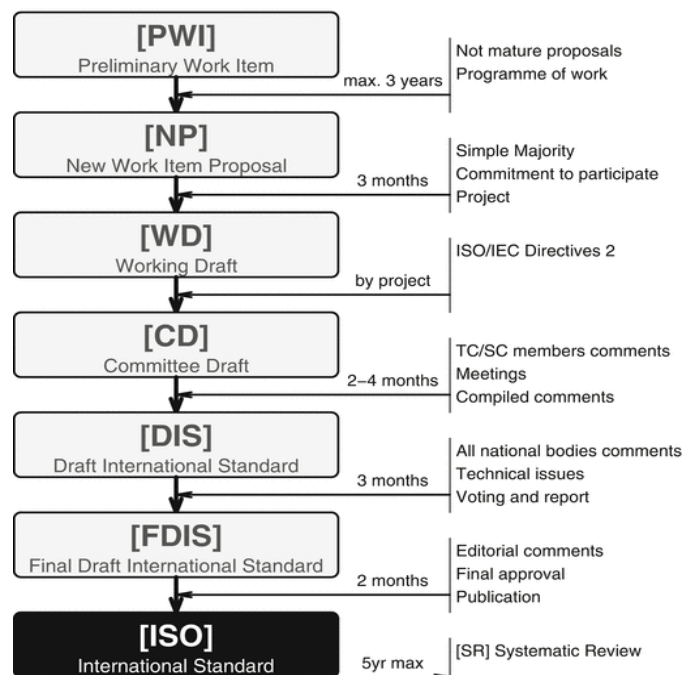 [PWI]
Preliminary Work Item
max. 3 years
Not mature proposals
Programme of work
[NP]
New Work Item Proposal
3 months
Simple Majority
Commitment to participate
Project
[WD]
Working Draft
by project
ISO/IEC Directives 2
[CD]
Committee Draft
2–4 months
TC/SC members comments
Meetings
Compiled comments
[DIS]
Draft International Standard
3 months
All national bodies comments
Technical issues
Voting and report
[FDIS]
Final Draft International Standard
2 months
Editorial comments
Final approval
Publication
[ISO]
International Standard
5yr max
[SR] Systematic Review